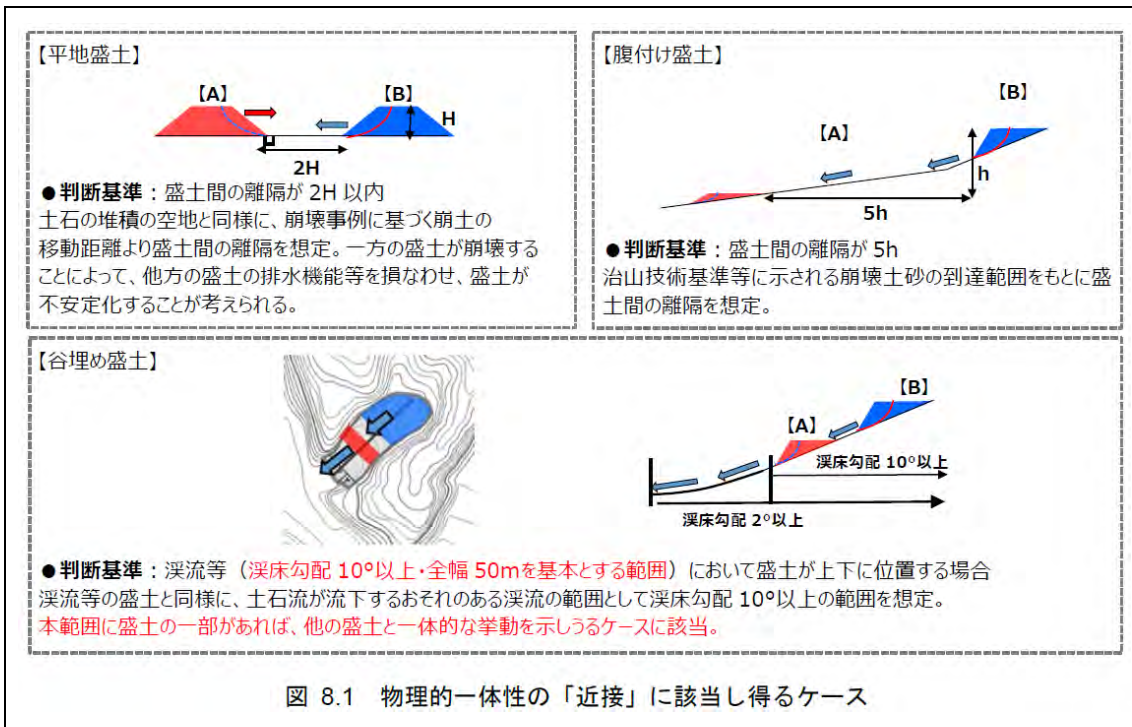 【平地盛土】
【A】
【B】
H
2H
●判断基準：盛土間の離隔が 2H 以内
土石の堆積の空地と同様に、崩壊事例に基づく崩土の
移動距離より盛土間の離隔を想定。一方の盛土が崩壊する
ことによって、他方の盛土の排水機能等を損なわせ、盛土が
不安定化することが考えられる。
【腹付け盛土】
【B】
【A】
h
5h
●判断基準：盛土間の離隔が 5h
治山技術基準等に示される崩壊土砂の到達範囲をもとに盛
土間の離隔を想定。
【谷埋め盛土】
【B】
【A】
渓床勾配 10°以上
渓床勾配 2°以上
●判断基準：渓流等（渓床勾配 10°以上・全幅 50mを基本とする範囲）において盛土が上下に位置する場合
渓流等の盛土と同様に、土石流が流下するおそれのある渓流の範囲として渓床勾配 10°以上の範囲を想定。
本範囲に盛土の一部があれば、他の盛土と一体的な挙動を示しうるケースに該当。
図 8.1 物理的一体性の「近接」に該当し得るケース